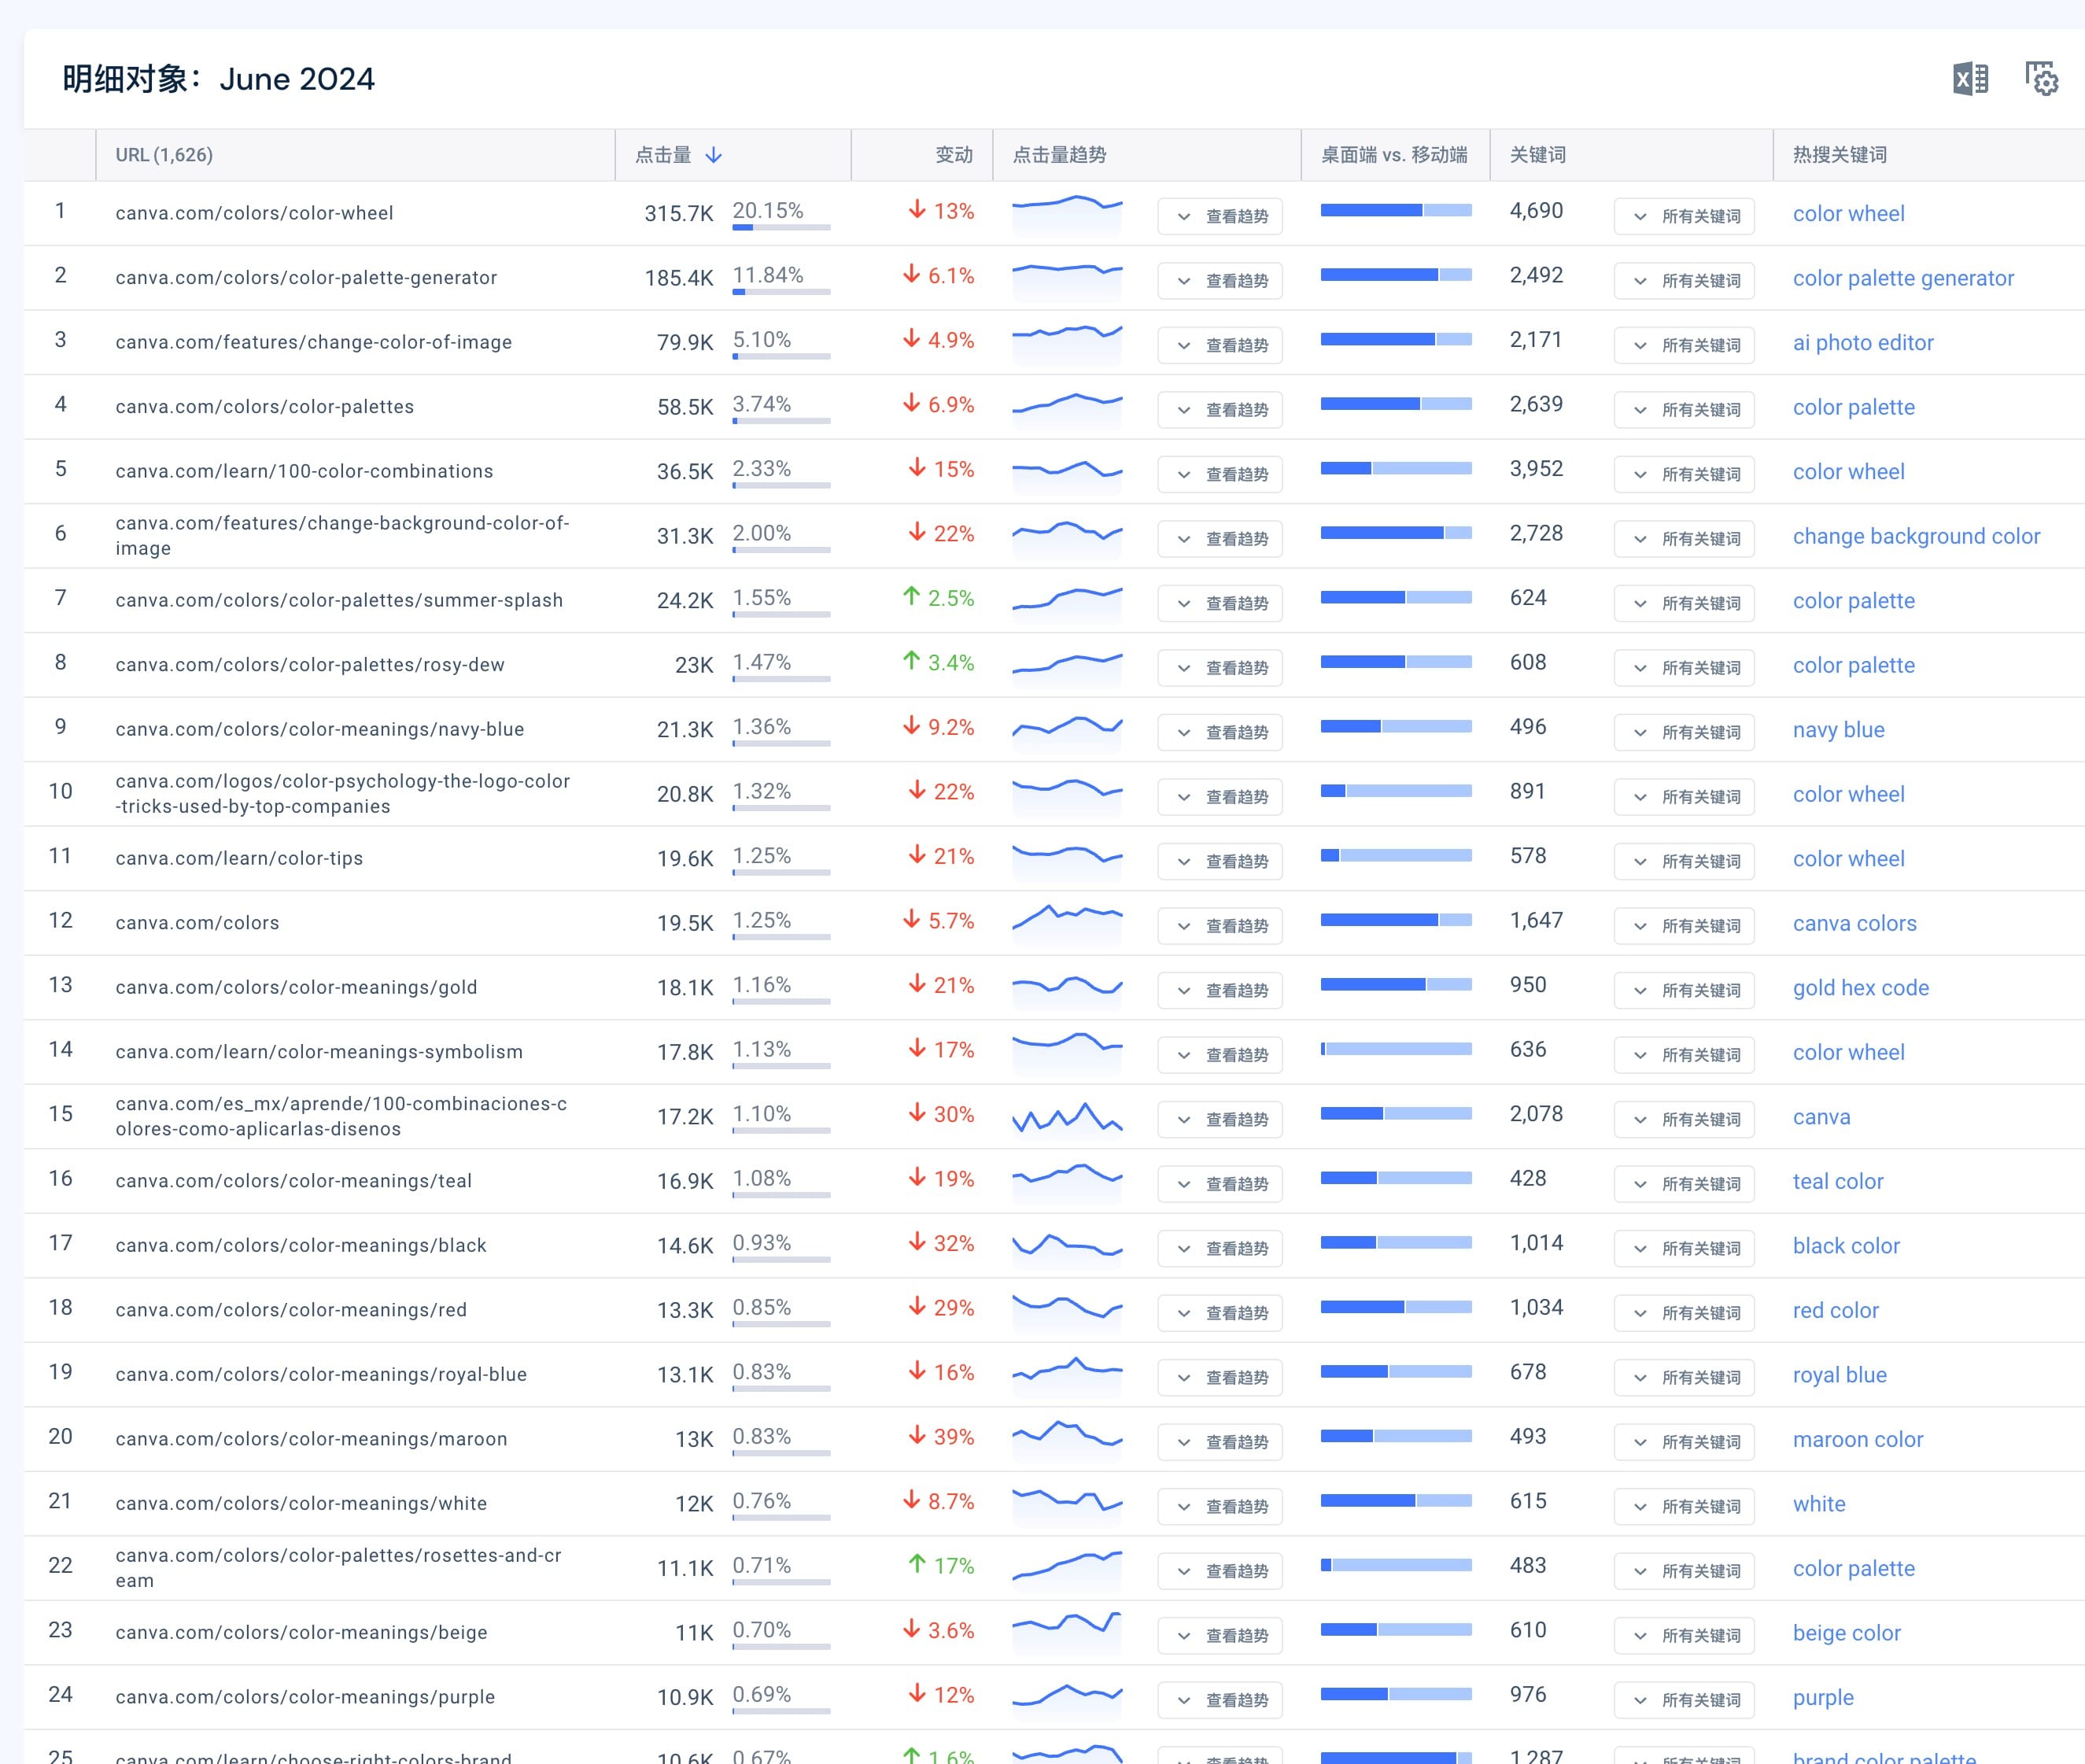 明细对象：June 2024
URL (1,626) 点击量 变动 点击量趋势 桌面端 vs. 移动端 关键词 热搜关键词
1 canva.com/colors/color-wheel 315.7K 20.15% 13% 查看趋势 4,690 所有关键词 color wheel
2 canva.com/colors/color-palette-generator 185.4K 11.84% 6.1% 查看趋势 2,492 所有关键词 color palette generator
3 canva.com/features/change-color-of-image 79.9K 5.10% 4.9% 查看趋势 2,171 所有关键词 ai photo editor
4 canva.com/colors/color-palettes 58.5K 3.74% 6.9% 查看趋势 2,639 所有关键词 color palette
5 canva.com/learn/100-color-combinations 36.5K 2.33% 15% 查看趋势 3,952 所有关键词 color wheel
6 canva.com/features/change-background-color-of-
image 31.3K 2.00% 22% 查看趋势 2,728 所有关键词 change background color
7 canva.com/colors/color-palettes/summer-splash 24.2K 1.55% 2.5% 查看趋势 624 所有关键词 color palette
8 canva.com/colors/color-palettes/rosy-dew 23K 1.47% 3.4% 查看趋势 608 所有关键词 color palette
9 canva.com/colors/color-meanings/navy-blue 21.3K 1.36% 9.2% 查看趋势 496 所有关键词 navy blue
10 canva.com/logos/color-psychology-the-logo-color
-tricks-used-by-top-companies 20.8K 1.32% 22% 查看趋势 891 所有关键词 color wheel
11 canva.com/learn/color-tips 19.6K 1.25% 21% 查看趋势 578 所有关键词 color wheel
12 canva.com/colors 19.5K 1.25% 5.7% 查看趋势 1,647 所有关键词 canva colors
13 canva.com/colors/color-meanings/gold 18.1K 1.16% 21% 查看趋势 950 所有关键词 gold hex code
14 canva.com/learn/color-meanings-symbolism 17.8K 1.13% 17% 查看趋势 636 所有关键词 color wheel
15 canva.com/es_mx/aprende/100-combinaciones-c
olores-como-aplicarlas-disenos 17.2K 1.10% 30% 查看趋势 2,078 所有关键词 canva
16 canva.com/colors/color-meanings/teal 16.9K 1.08% 19% 查看趋势 428 所有关键词 teal color
17 canva.com/colors/color-meanings/black 14.6K 0.93% 32% 查看趋势 1,014 所有关键词 black color
18 canva.com/colors/color-meanings/red 13.3K 0.85% 29% 查看趋势 1,034 所有关键词 red color
19 canva.com/colors/color-meanings/royal-blue 13.1K 0.83% 16% 查看趋势 678 所有关键词 royal blue
20 canva.com/colors/color-meanings/maroon 13K 0.83% 39% 查看趋势 493 所有关键词 maroon color
21 canva.com/colors/color-meanings/white 12K 0.76% 8.7% 查看趋势 615 所有关键词 white
22 canva.com/colors/color-palettes/rosettes-and-cr
eam 11.1K 0.71% 17% 查看趋势 483 所有关键词 color palette
23 canva.com/colors/color-meanings/beige 11K 0.70% 3.6% 查看趋势 610 所有关键词 beige color
24 canva.com/colors/color-meanings/purple 10.9K 0.69% 12% 查看趋势 976 所有关键词 purple
25 canva.com/learn/choose-right-colors-brand 10.6K 0.67% 1.6% 查看趋势 1,287 所有关键词 brand color palette